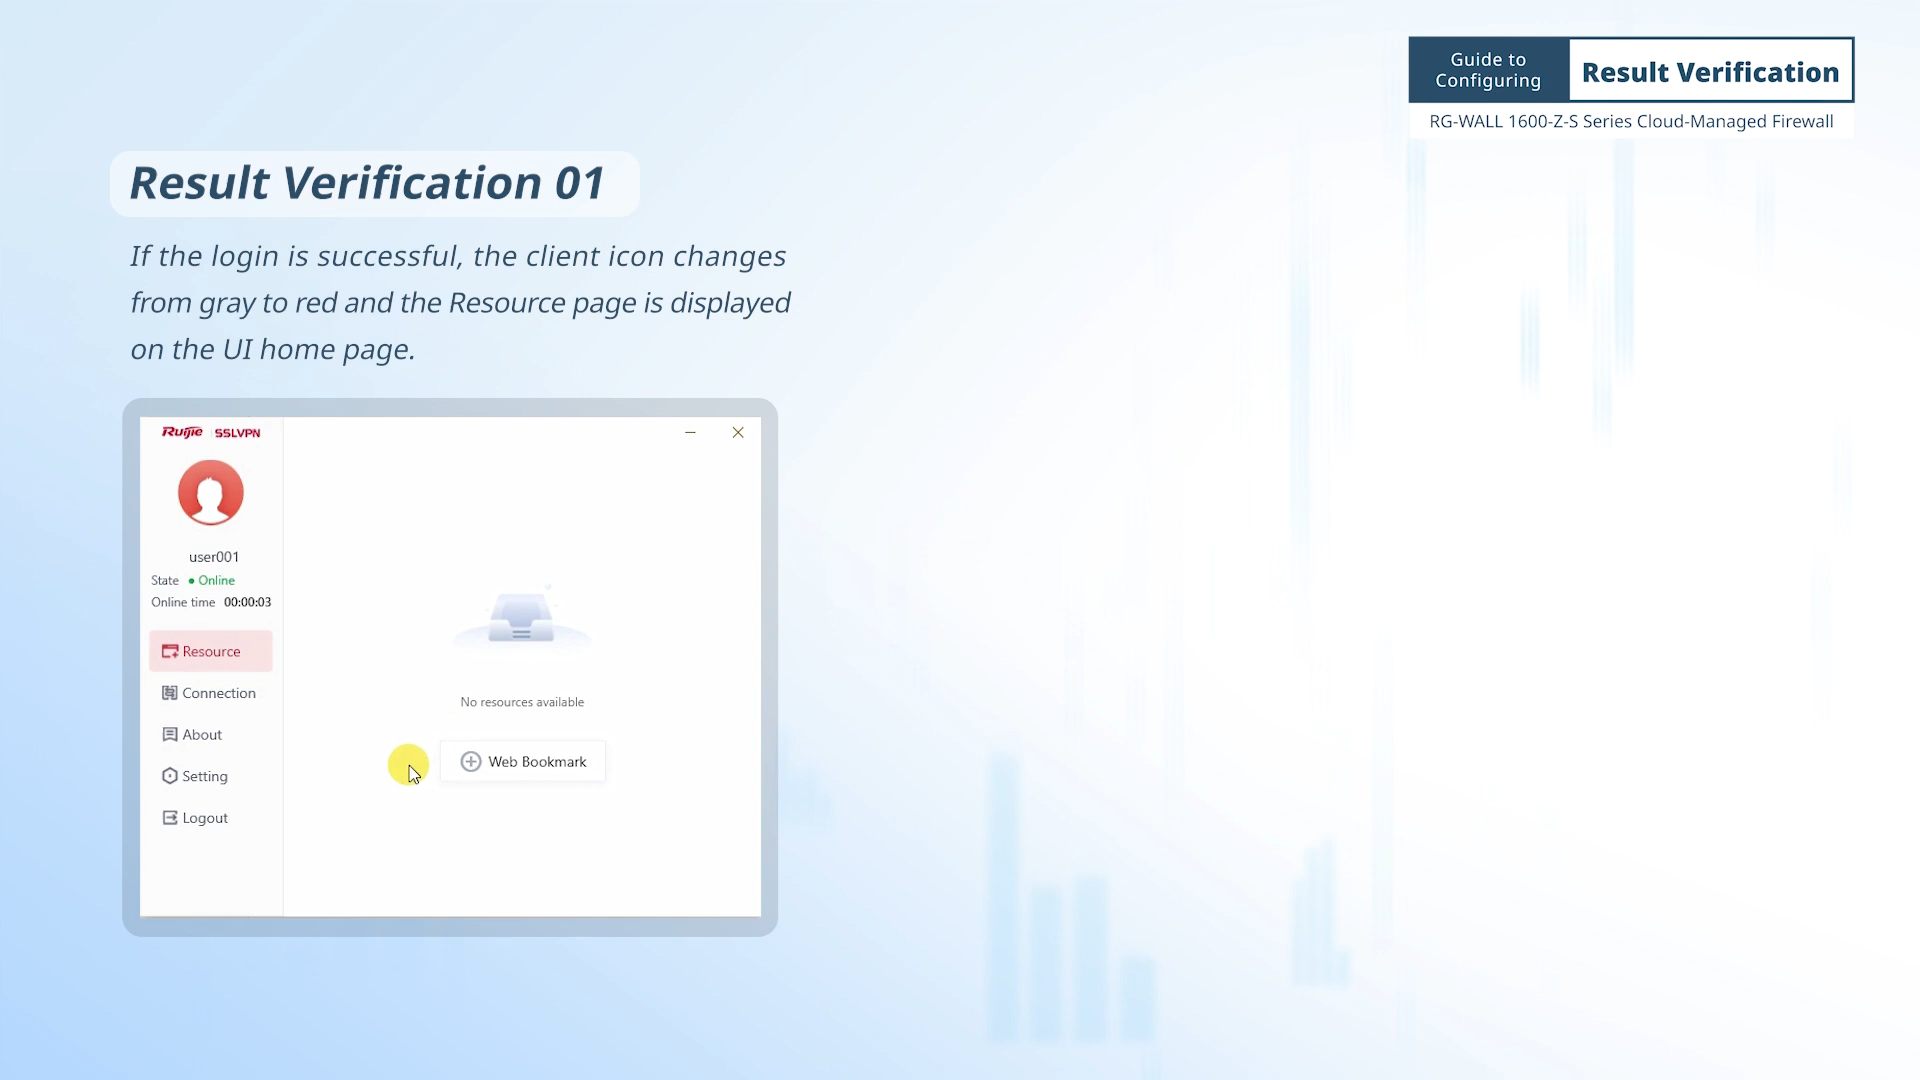 Guide to
Configuring
Result Verification
RG-WALL 1600-Z-S Series Cloud-Managed Firewall
Result Verification 01
If the login is successful, the client icon changes
from gray to red and the Resource page is displayed
on the UI home page.
Ruijie SSLVPN
user001
State Online
Online time 00:00:03
Resource
Connection
About
Setting
Logout
No resources available
Web Bookmark